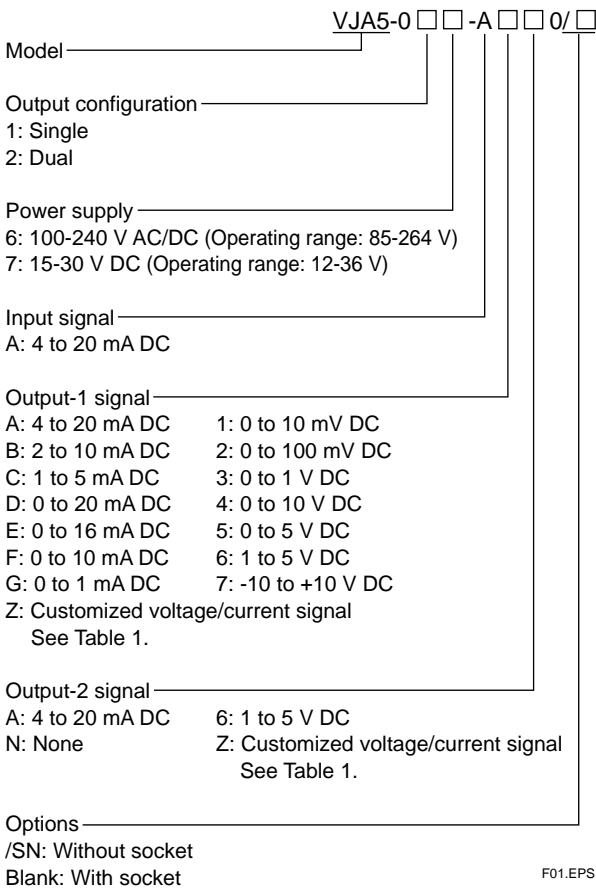 VJA5-0 □ □ -A □ □ 0/ □
Model
Output configuration
1: Single
2: Dual
Power supply
6: 100-240 V AC/DC (Operating range: 85-264 V)
7: 15-30 V DC (Operating range: 12-36 V)
Input signal
A: 4 to 20 mA DC
Output-1 signal
A: 4 to 20 mA DC 1: 0 to 10 mV DC
B: 2 to 10 mA DC 2: 0 to 100 mV DC
C: 1 to 5 mA DC 3: 0 to 1 V DC
D: 0 to 20 mA DC 4: 0 to 10 V DC
E: 0 to 16 mA DC 5: 0 to 5 V DC
F: 0 to 10 mA DC 6: 1 to 5 V DC
G: 0 to 1 mA DC 7: -10 to +10 V DC
Z: Customized voltage/current signal
See Table 1.
Output-2 signal
A: 4 to 20 mA DC 6: 1 to 5 V DC
N: None Z: Customized voltage/current signal
See Table 1.
Options
/SN: Without socket
Blank: With socket
F01.EPS